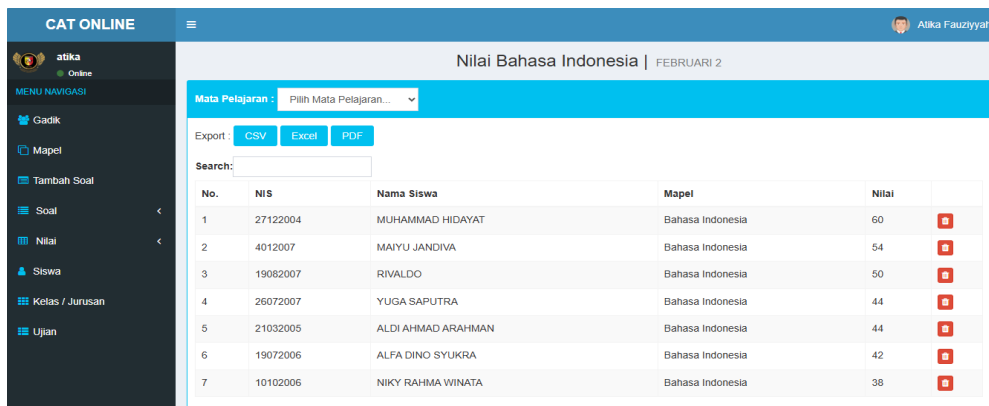 CAT ONLINE
Atika Fauziyyah
atika
Online
MENU NAVIGASI
Gadik
Mapel
Tambah Soal
Soal
Nilai
Siswa
Kelas / Jurusan
Ujian
Nilai Bahasa Indonesia | FEBRUARI 2
Mata Pelajaran : Pilih Mata Pelajaran...
Export : CSV Excel PDF
Search:
No. NIS Nama Siswa Mapel Nilai
1 27122004 MUHAMMAD HIDAYAT Bahasa Indonesia 60
2 4012007 MAIYU JANDIVA Bahasa Indonesia 54
3 19082007 RIVALDO Bahasa Indonesia 50
4 26072007 YUGA SAPUTRA Bahasa Indonesia 44
5 21032005 ALDI AHMAD ARAHMAN Bahasa Indonesia 44
6 19072006 ALFA DINO SYUKRA Bahasa Indonesia 42
7 10102006 NIKY RAHMA WINATA Bahasa Indonesia 38